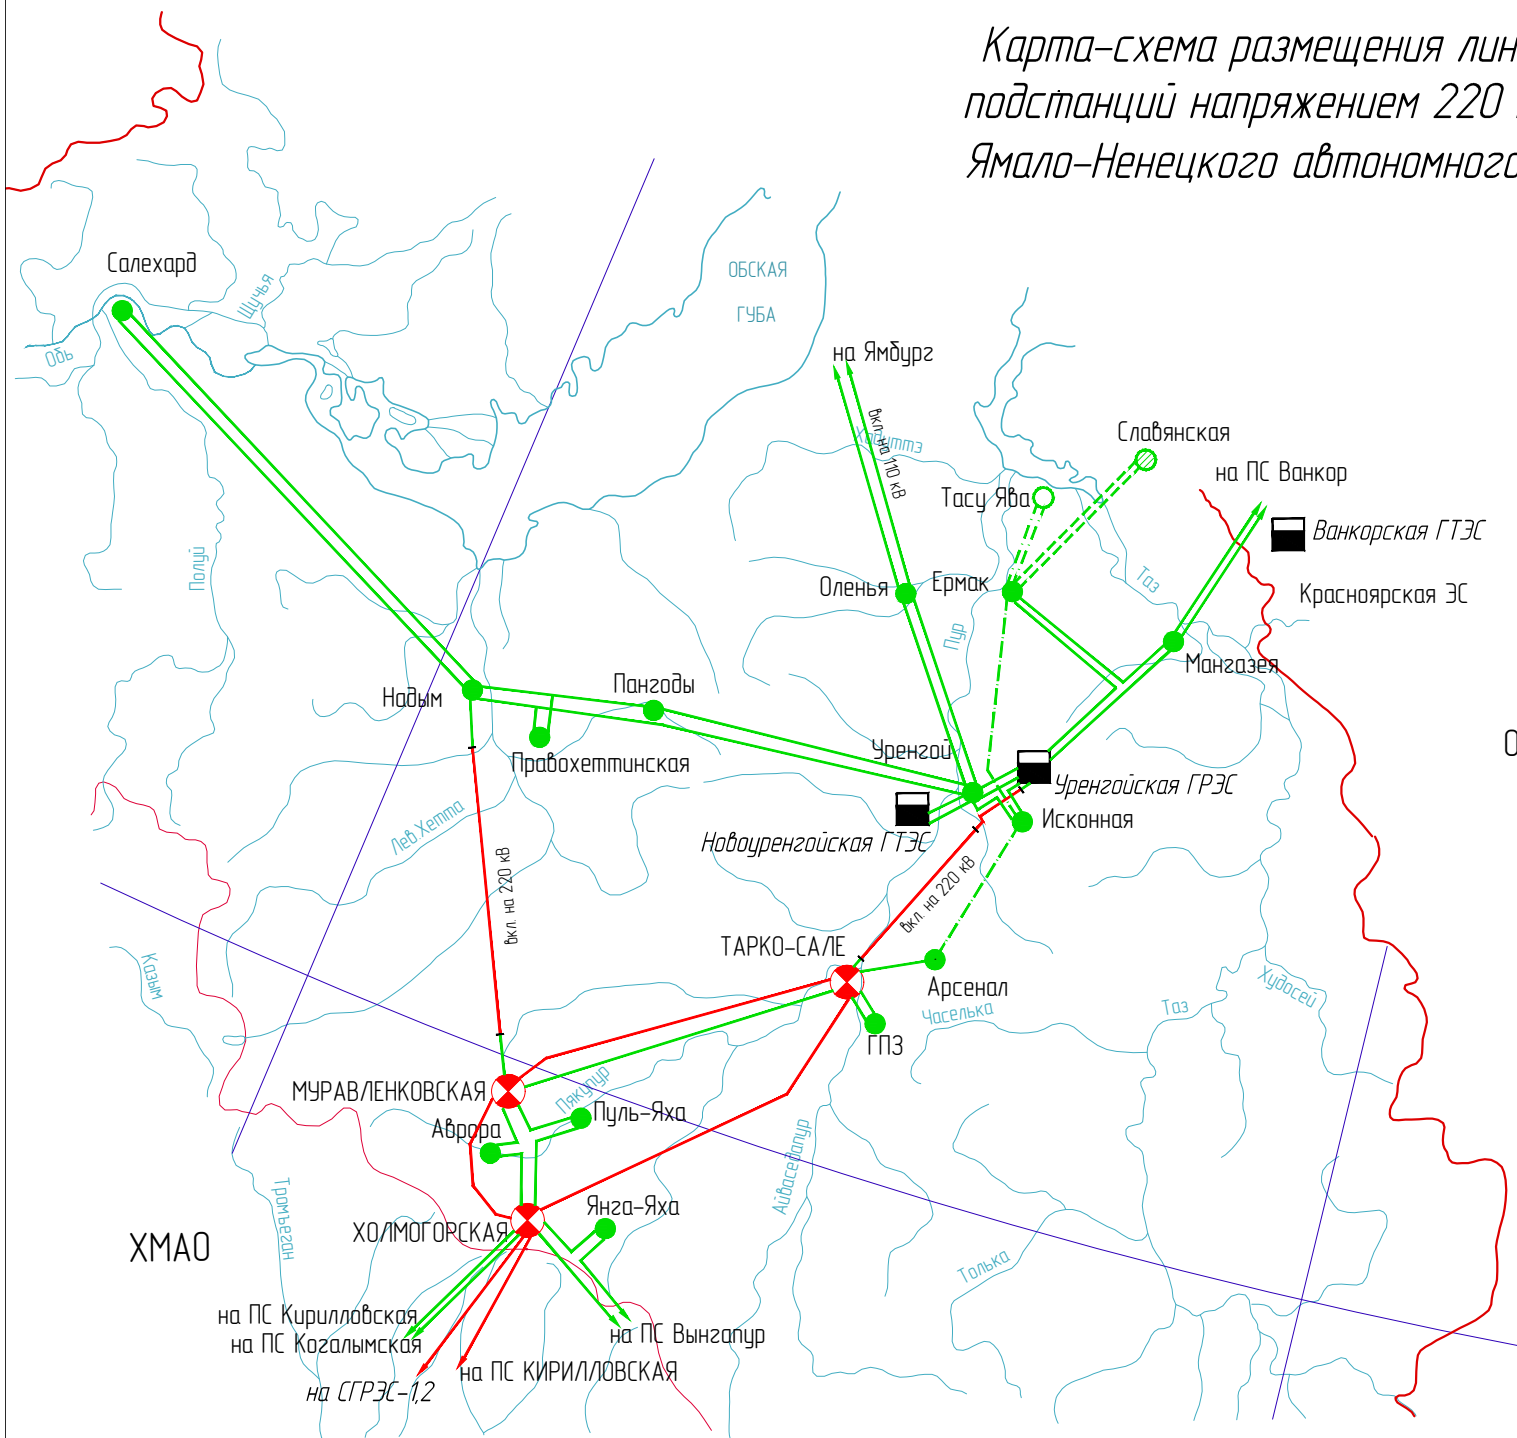 Карта-схема размещения лин
подстанций напряжением 220
Ямало-Ненецкого автономного
Салехард
Щучья
Обь
ОБСКАЯ
ГУБА
на Ямбург
вкл. на 110 кВ
Хадуттэ
Славянская
на ПС Ванкор
Тасу Ява
Ванкорская ГТЭС
Полуй
Таз
Оленья
Ермак
Красноярская ЭС
Пур
Мангазея
Надым
Пангоды
Правохеттинская
Уренгой
О
Уренгойская ГРЭС
Исконная
Новоуренгойская ГТЭС
Лев.Хетта
вкл. на 220 кВ
вкл. на 220 кВ
ТАРКО-САЛЕ
Казым
Арсенал
Часелька
Таз
Худосей
ГПЗ
МУРАВЛЕНКОВСКАЯ
Пякупур
Пуль-Яха
Аврора
Айваседапур
Янга-Яха
Тромъеган
ХОЛМОГОРСКАЯ
ХМАО
Толька
на ПС Кирилловская
на ПС Когалымская
на ПС Вынгапур
на ПС КИРИЛЛОВСКАЯ
на СГРЭС-1,2